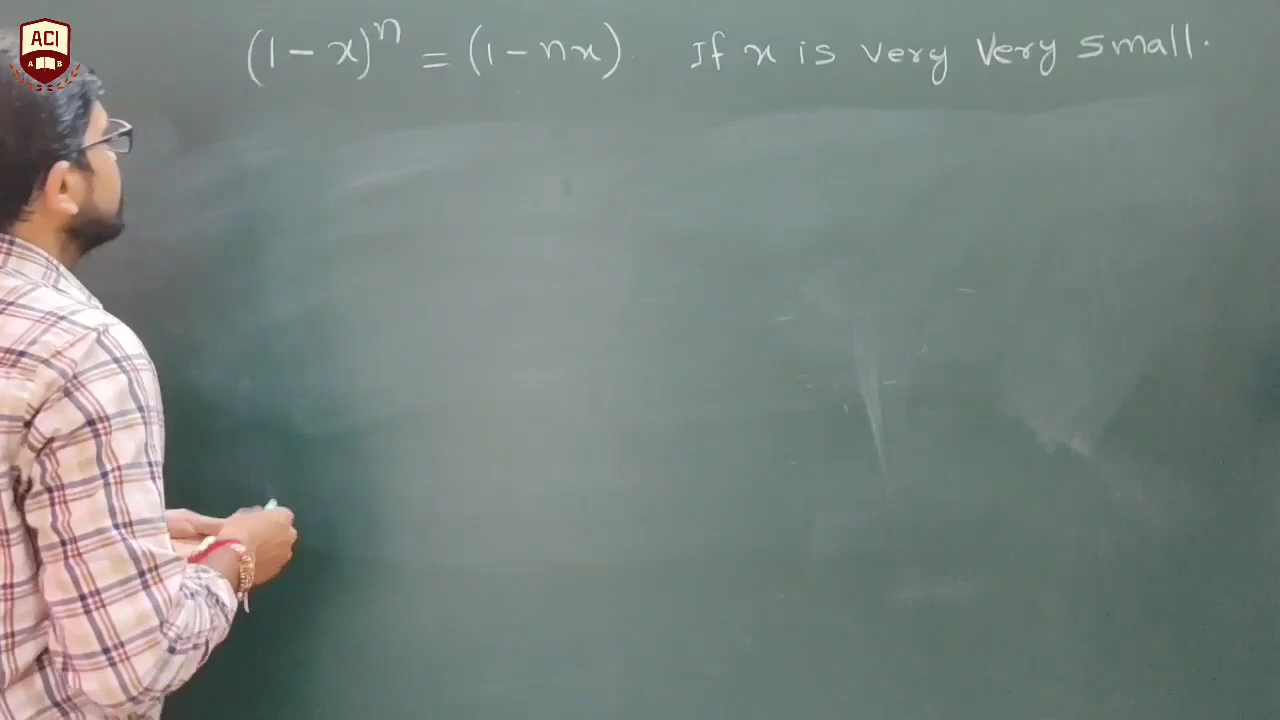 ACI
A B
(1 - x)^n = (1 - nx) If x is very very small.